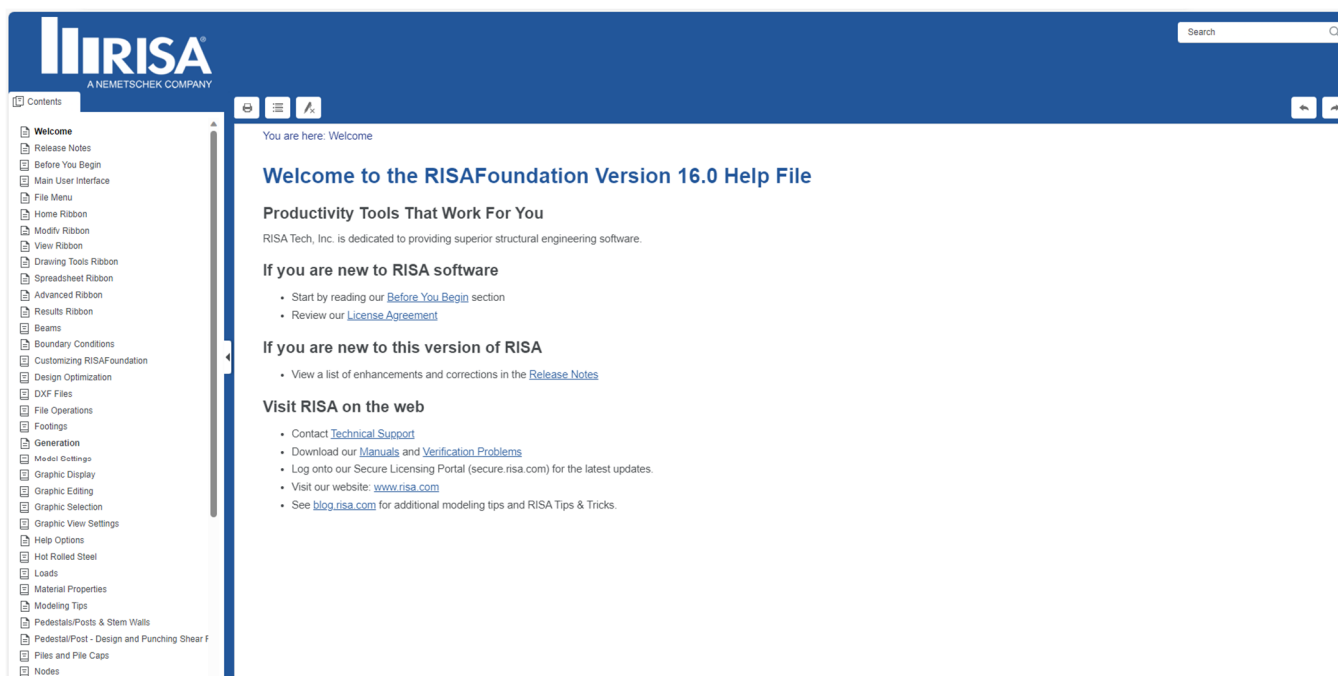 RISA®
A NEMETSCHEK COMPANY
Search
Contents
Welcome
Release Notes
Before You Begin
Main User Interface
File Menu
Home Ribbon
Modify Ribbon
View Ribbon
Drawing Tools Ribbon
Spreadsheet Ribbon
Advanced Ribbon
Results Ribbon
Beams
Boundary Conditions
Customizing RISAFoundation
Design Optimization
DXF Files
File Operations
Footings
Generation
Model Settings
Graphic Display
Graphic Editing
Graphic Selection
Graphic View Settings
Help Options
Hot Rolled Steel
Loads
Material Properties
Modeling Tips
Pedestals/Posts & Stem Walls
Pedestal/Post - Design and Punching Shear
Piles and Pile Caps
Nodes
You are here: Welcome
Welcome to the RISAFoundation Version 16.0 Help File
Productivity Tools That Work For You
RISA Tech, Inc. is dedicated to providing superior structural engineering software.
If you are new to RISA software
• Start by reading our Before You Begin section
• Review our License Agreement
If you are new to this version of RISA
• View a list of enhancements and corrections in the Release Notes
Visit RISA on the web
• Contact Technical Support
• Download our Manuals and Verification Problems
• Log onto our Secure Licensing Portal (secure.risa.com) for the latest updates.
• Visit our website: www.risa.com
• See blog.risa.com for additional modeling tips and RISA Tips & Tricks.